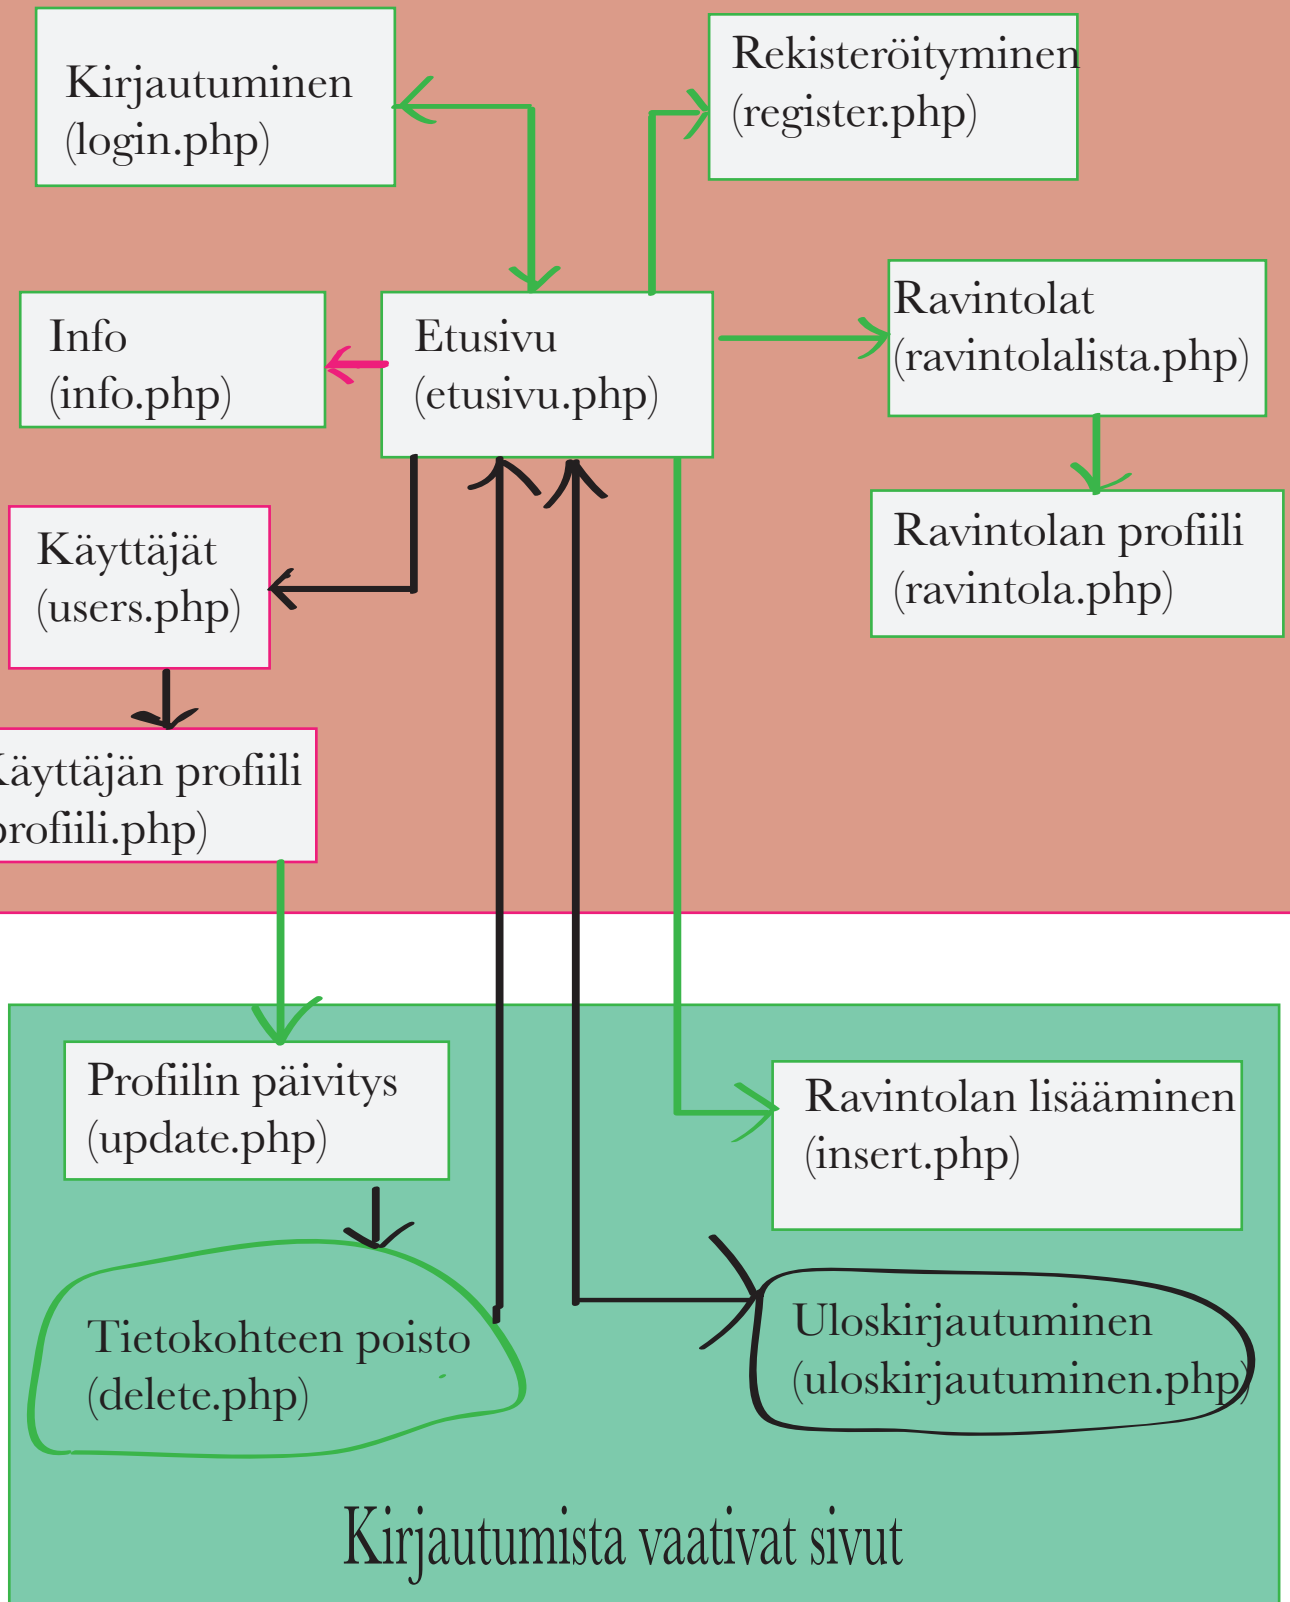 Kirjautuminen
(login.php)
Rekisteröityminen
(register.php)
Info
(info.php)
Etusivu
(etusivu.php)
Ravintolat
(ravintolalista.php)
Käyttäjät
(users.php)
Ravintolan profiili
(ravintola.php)
Käyttäjän profiili
profiili.php)
Profiilin päivitys
(update.php)
Ravintolan lisääminen
(insert.php)
Tietokohteen poisto
(delete.php)
Uloskirjautuminen
(uloskirjautuminen.php)
Kirjautumista vaativat sivut